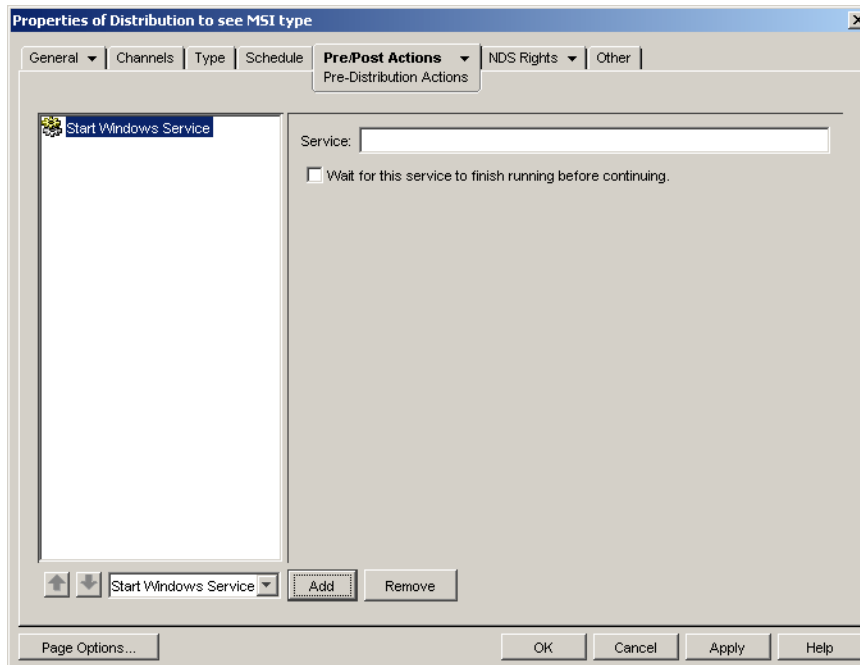 Properties of Distribution to see MSI type
General Channels Type Schedule Pre/Post Actions NDS Rights Other
Pre-Distribution Actions
Start Windows Service
Service:
Wait for this service to finish running before continuing.
Start Windows Service Add Remove
Page Options... OK Cancel Apply Help